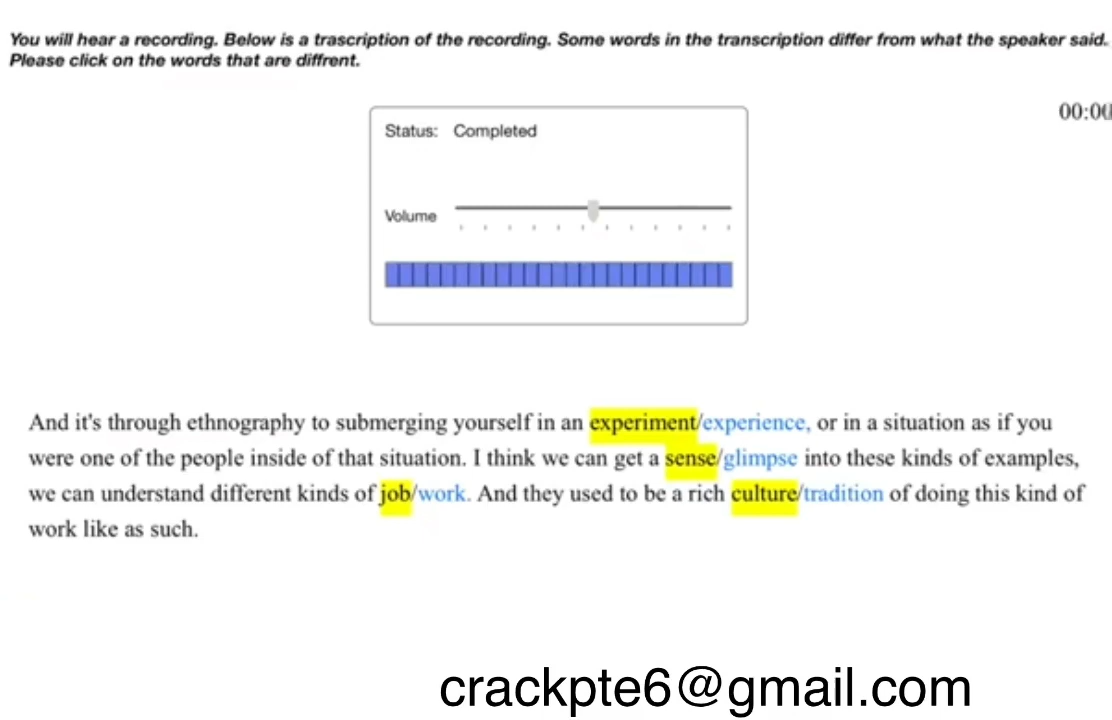 You will hear a recording. Below is a trascription of the recording. Some words in the transcription differ from what the speaker said.
Please click on the words that are diffrent.
00:00
Status: Completed
Volume
And it's through ethnography to submerging yourself in an experiment/experience, or in a situation as if you
were one of the people inside of that situation. I think we can get a sense/glimpse into these kinds of examples,
we can understand different kinds of job/work. And they used to be a rich culture/tradition of doing this kind of
work like as such.
crackpte6@gmail.com